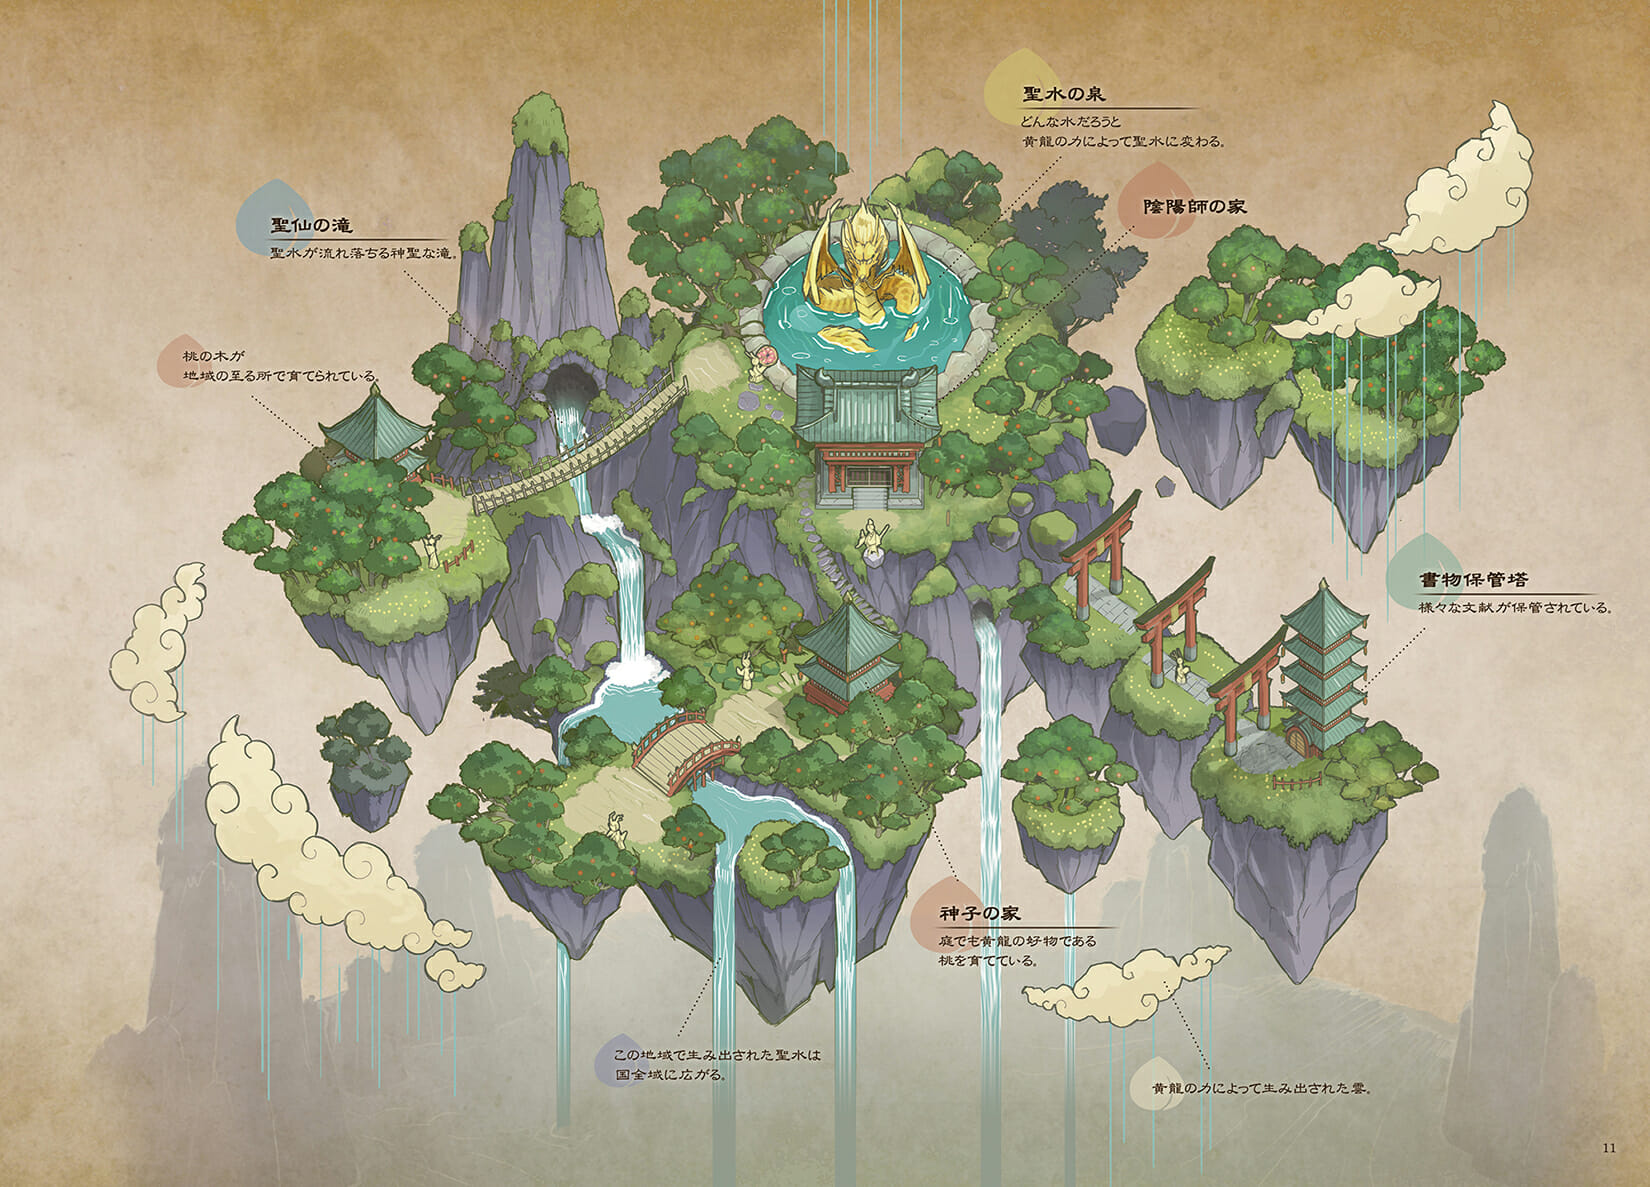 聖水の泉
どんな水だろうと
黄龍の力によって聖水に変わる。
陰陽師の家
聖仙の滝
聖水が流れ落ちる神聖な滝。
桃の木が
地域の至る所で育てられている。
書物保管塔
様々な文献が保管されている。
神子の家
庭でも黄龍の好物である
桃を育てている。
この地域で生み出された聖水は
国全域に広がる。
黄龍の力によって生み出された雲。
11